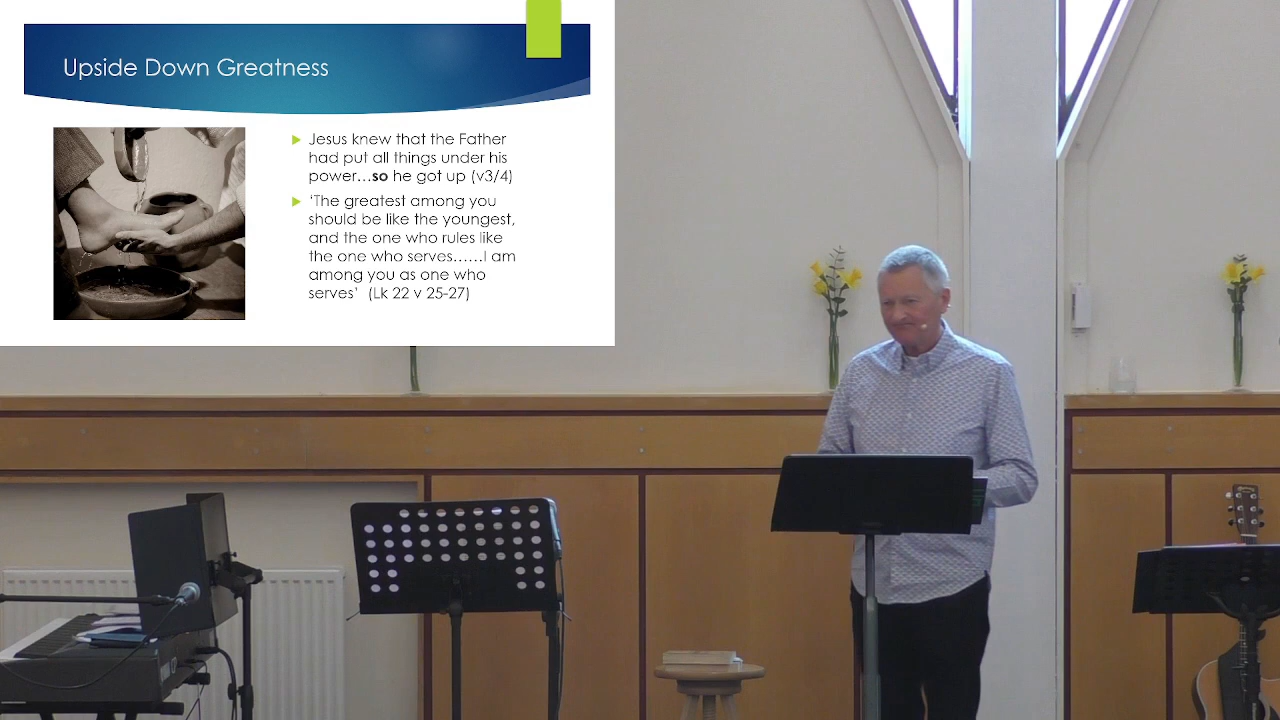 Upside Down Greatness
Jesus knew that the Father
had put all things under his
power…so he got up (v3/4)
‘The greatest among you
should be like the youngest,
and the one who rules like
the one who serves……I am
among you as one who
serves’ (Lk 22 v 25-27)